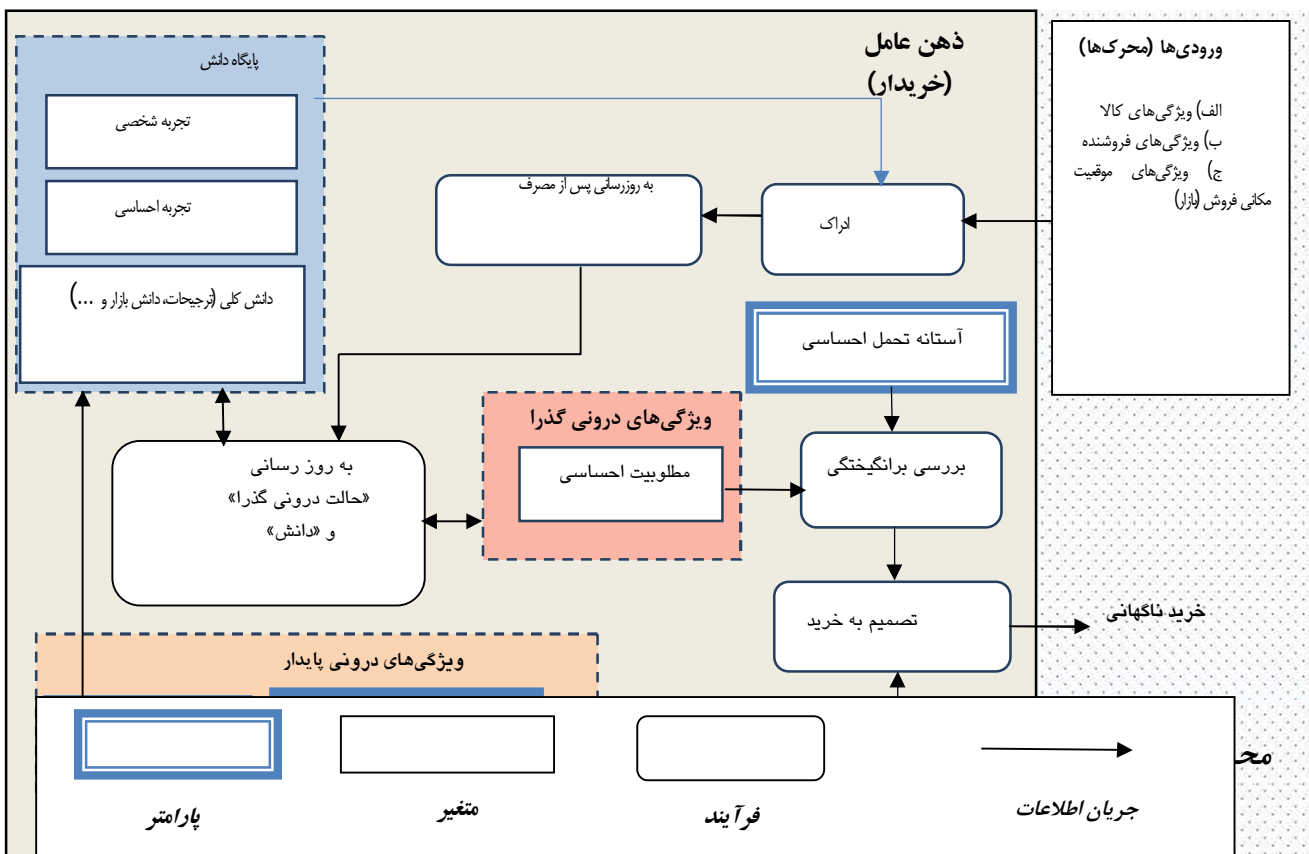 ورودی‌ها (محرک‌ها)
الف) ویژگی‌های کالا
ب) ویژگی‌های فروشنده
ج) ویژگی‌های موقعیت
مکانی فروش (بازار)
ذهن عامل
(خریدار)
پایگاه دانش
تجربه شخصی
تجربه احساسی
دانش کلی (ترجیحات، دانش بازار و ...)
ادراک
به روزرسانی پس از مصرف
آستانه تحمل احساسی
ویژگی‌های درونی گذرا
مطلوبیت احساسی
بررسی برانگیختگی
به روز رسانی
«حالت درونی گذرا»
و «دانش»
تصمیم به خرید
خرید ناگهانی
ویژگی‌های درونی پایدار
جریان اطلاعات
فرآیند
متغیر
پارامتر